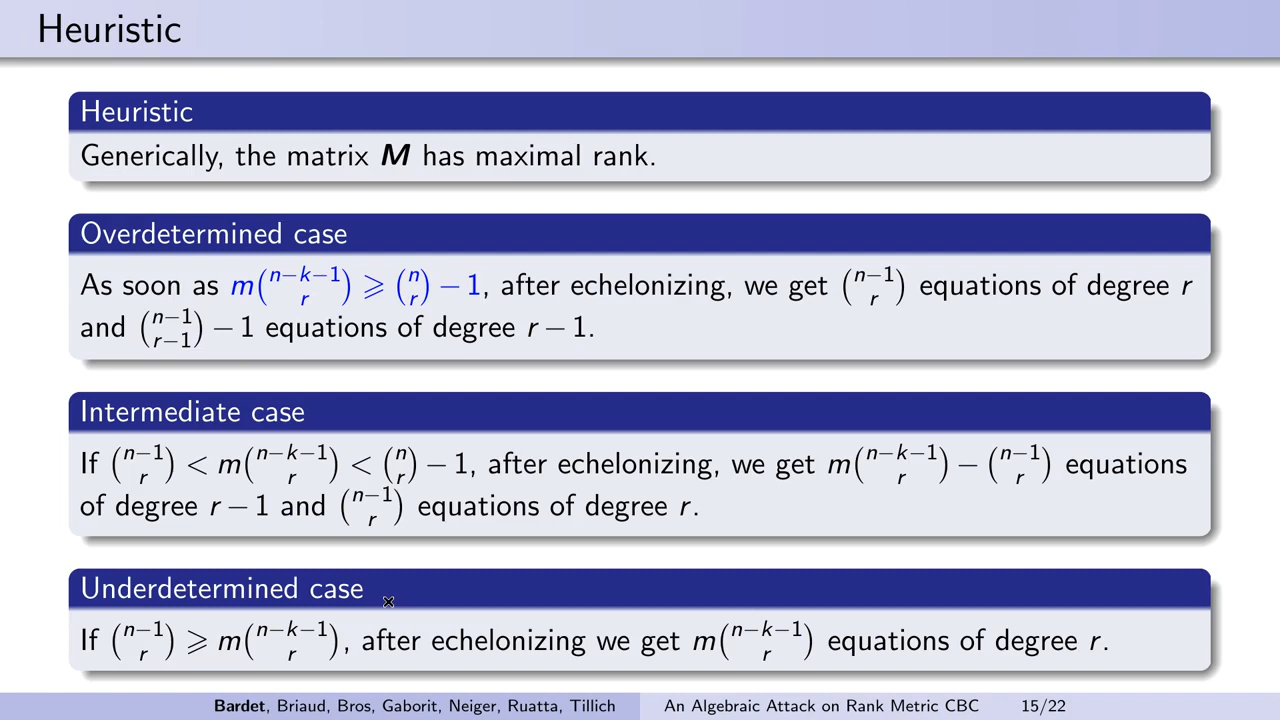 Heuristic
Heuristic
Generically, the matrix M has maximal rank.
Overdetermined case
As soon as m(n−k−1 r) ⩾ (n r) − 1, after echelonizing, we get (n−1 r) equations of degree r
and (n−1 r−1) − 1 equations of degree r − 1.
Intermediate case
If (n−1 r) < m(n−k−1 r) < (n r) − 1, after echelonizing, we get m(n−k−1 r) − (n−1 r) equations
of degree r − 1 and (n−1 r) equations of degree r.
Underdetermined case
If (n−1 r) ⩾ m(n−k−1 r), after echelonizing we get m(n−k−1 r) equations of degree r.
Bardet, Briaud, Bros, Gaborit, Neiger, Ruatta, Tillich An Algebraic Attack on Rank Metric CBC 15/22